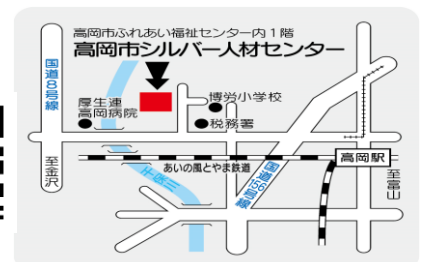 高岡市ふれあい福祉センター内1階
高岡市シルバー人材センター
国道8号線
厚生連
高岡病院
博労小学校
税務署
至金沢
あいの風とやま鉄道
高岡駅
至富山
千保川
国道156号線